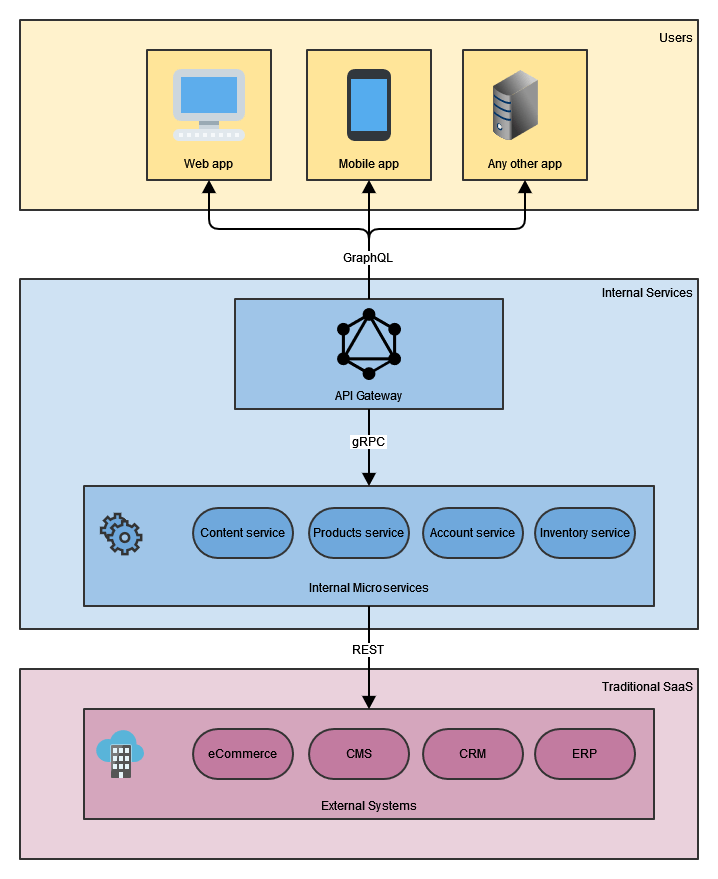 Users
Web app
Mobile app
Any other app
GraphQL
Internal Services
API Gateway
gRPC
Content service
Products service
Account service
Inventory service
Internal Microservices
REST
Traditional SaaS
eCommerce
CMS
CRM
ERP
External Systems